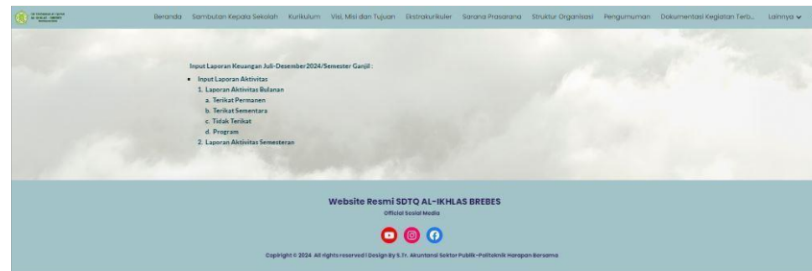 Beranda Sambutan Kepala Sekolah Kurikulum Visi, Misi dan Tujuan Ekstrakurikuler Sarana Prasarana Struktur Organisasi Pengumuman Dokumentasi Kegiatan Terb... Lainnya
Input Laporan Keuangan Juli-Desember 2024/Semester Ganjil :
Input Laporan Aktivitas
1. Laporan Aktivitas Bulanan
a. Terikat Permanen
b. Terikat Sementara
c. Tidak Terikat
d. Program
2. Laporan Aktivitas Semesteran
Website Resmi SDTQ AL-IKHLAS BREBES
Official Sosial Media
Copyright © 2024 All rights reserved | Design By S.Tr. Akuntansi Sektor Publik -Politeknik Harapan Bersama